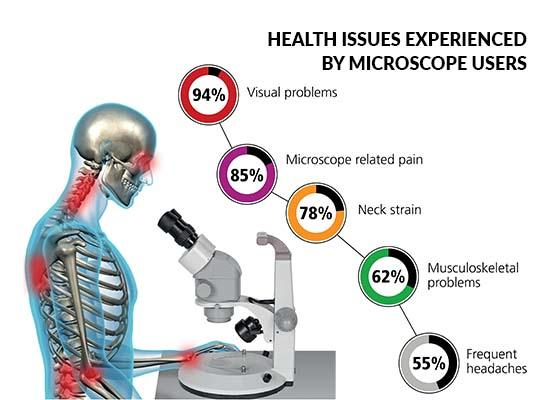 HEALTH ISSUES EXPERIENCED
BY MICROSCOPE USERS
94%
Visual problems
85%
Microscope related pain
78%
Neck strain
62%
Musculoskeletal
problems
55%
Frequent
headaches